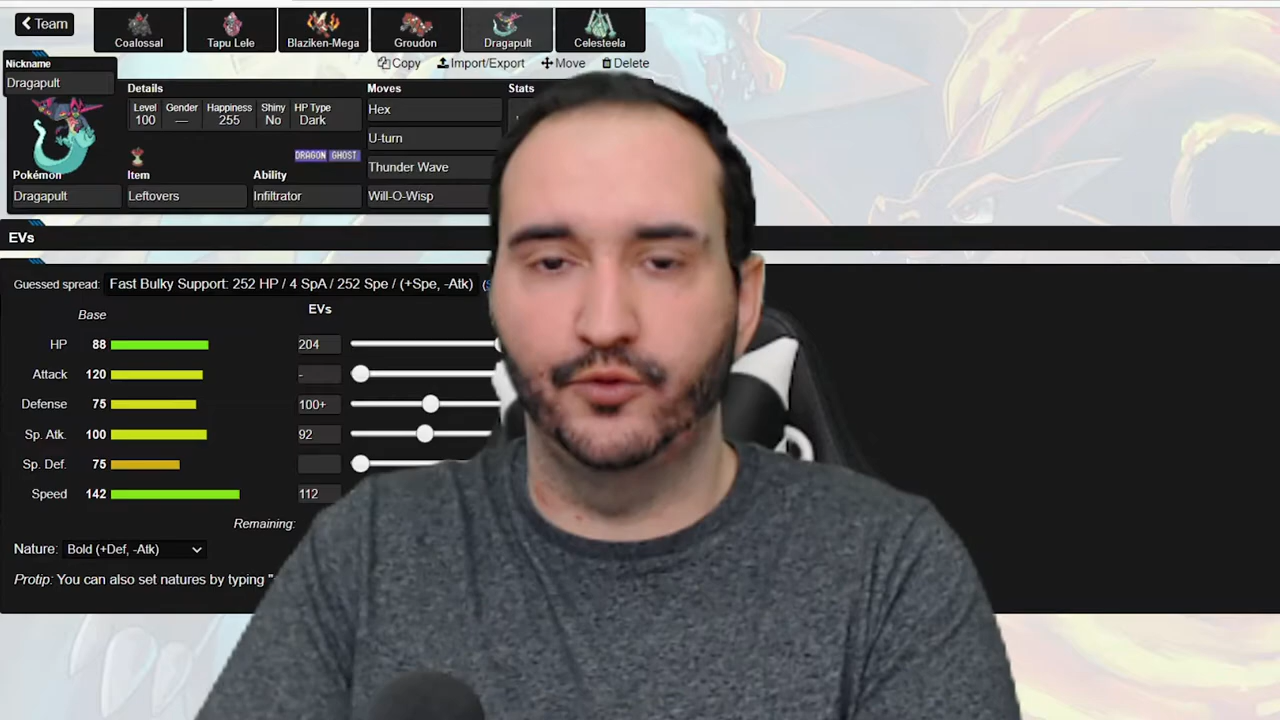 Team
Coalossal
Tapu Lele
Blaziken-Mega
Groudon
Dragapult
Celesteela
Copy
Import/Export
Move
Delete
Nickname
Dragapult
Details
Level
100
Gender
—
Happiness
255
Shiny
No
HP Type
Dark
DRAGON GHOST
Pokémon
Dragapult
Item
Leftovers
Ability
Infiltrator
Moves
Hex
U-turn
Thunder Wave
Will-O-Wisp
Stats
EVs
Guessed spread: Fast Bulky Support: 252 HP / 4 SpA / 252 Spe / (+Spe, -Atk)
Base EVs
HP 88 204
Attack 120 -
Defense 75 100+
Sp. Atk. 100 92
Sp. Def. 75
Speed 142 112
Remaining:
Nature: Bold (+Def, -Atk)
Protip: You can also set natures by typing "